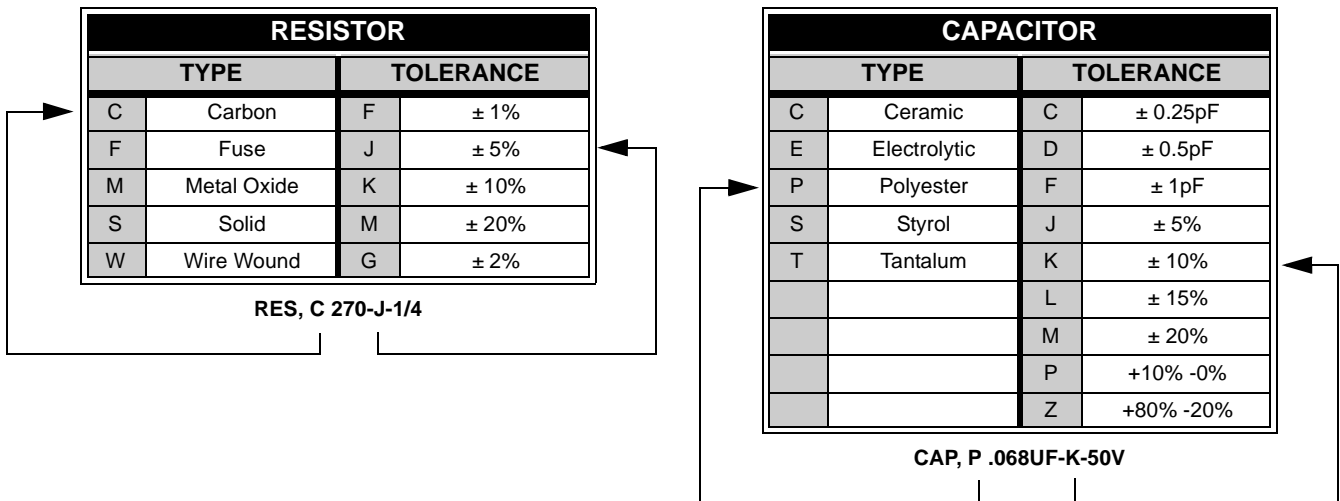 RESISTOR
TYPE TOLERANCE
C Carbon F ± 1%
F Fuse J ± 5%
M Metal Oxide K ± 10%
S Solid M ± 20%
W Wire Wound G ± 2%
RES, C 270-J-1/4
CAPACITOR
TYPE TOLERANCE
C Ceramic C ± 0.25pF
E Electrolytic D ± 0.5pF
P Polyester F ± 1pF
S Styrol J ± 5%
T Tantalum K ± 10%
L ± 15%
M ± 20%
P +10% -0%
Z +80% -20%
CAP, P .068UF-K-50V